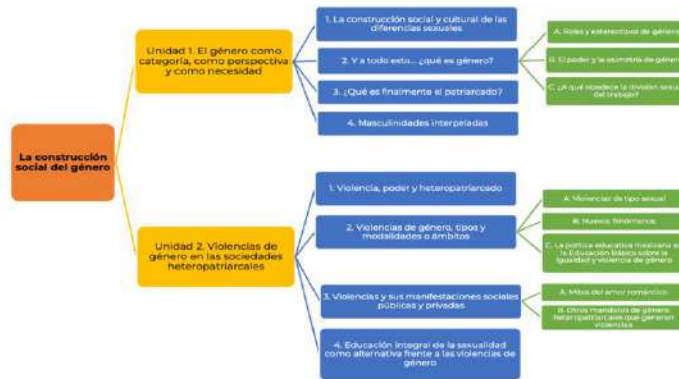 La construcción
social del género
Unidad 1. El género como
categoría, como perspectiva
y como necesidad
1. La construcción social y cultural de las
diferencias sexuales
2. Y a todo esto... ¿qué es género?
A. Roles y estereotipos de género
B. El poder y la asimetría de género
C. ¿A qué obedece la división sexual
del trabajo?
3. ¿Qué es finalmente el patriarcado?
4. Masculinidades interpeladas
Unidad 2. Violencias de
género en las sociedades
heteropatriarcales
1. Violencia, poder y heteropatriarcado
2. Violencias de género, tipos y
modalidades o ámbitos
A. Violencias de tipo sexual
B. Nuevos fenómenos
C. La política educativa mexicana en
la Educación Básica sobre la
igualdad y violencia de género
3. Violencias y sus manifestaciones sociales
públicas y privadas
A. Mitos del amor romántico
B. Otros mandatos de género
heteropatriarcales que generan
violencias
4. Educación integral de la sexualidad
como alternativa frente a las violencias de
género